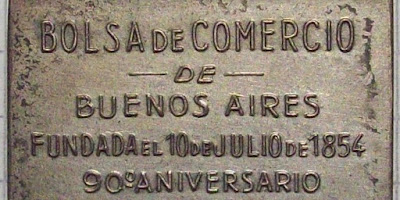 BOLSA DE COMERCIO
— DE —
BUENOS AIRES
FUNDADA EL 10 DE JULIO DE 1854
90º ANIVERSARIO